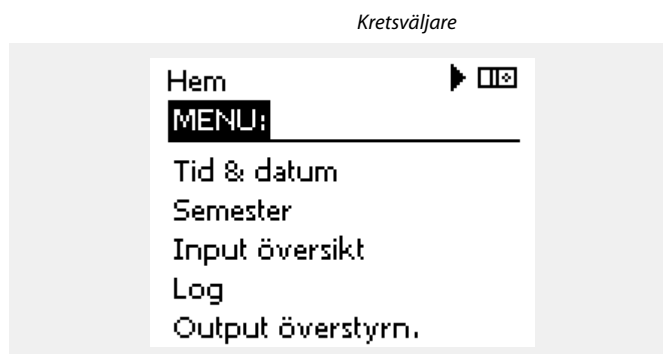 Kretsväljare
Hem
MENU:
Tid & datum
Semester
Input översikt
Log
Output överstyrn.